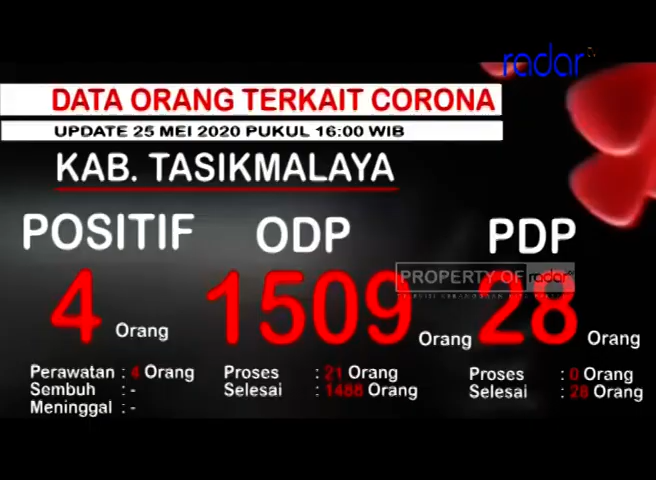 radar
DATA ORANG TERKAIT CORONA
UPDATE 25 MEI 2020 PUKUL 16:00 WIB
KAB. TASIKMALAYA
POSITIF ODP PDP
PROPERTY OF radar
4 Orang 1509 Orang 28 Orang
Perawatan : 4 Orang Proses : 21 Orang Proses : 0 Orang
Sembuh : - Selesai : 1488 Orang Selesai : 28 Orang
Meninggal : -